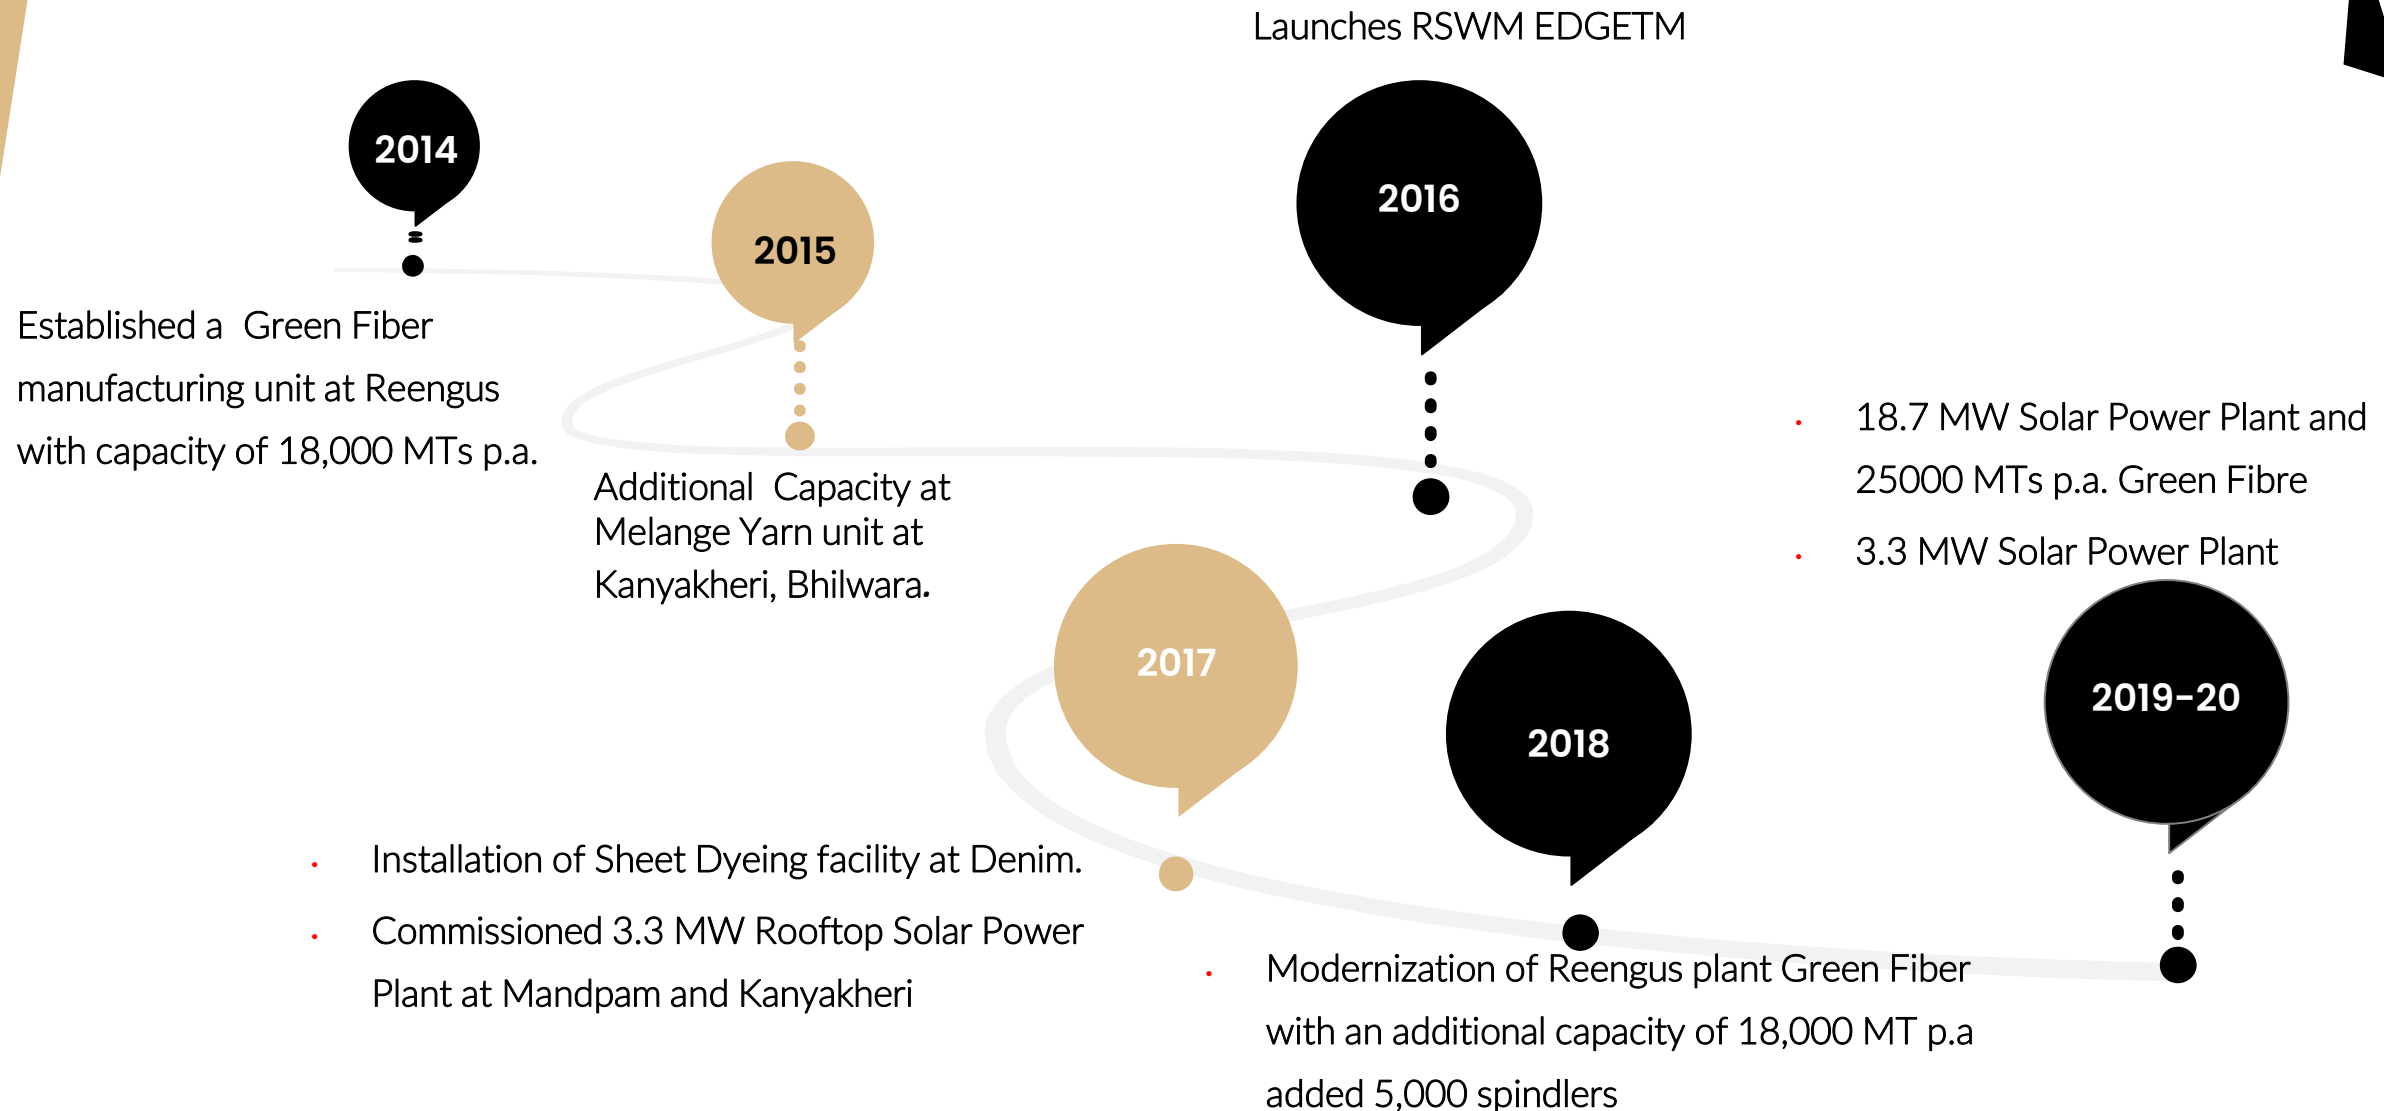 Launches RSWM EDGETM
2014
Established a Green Fiber
manufacturing unit at Reengus
with capacity of 18,000 MTs p.a.
2015
Additional Capacity at
Melange Yarn unit at
Kanyakheri, Bhilwara.
2016
• 18.7 MW Solar Power Plant and
25000 MTs p.a. Green Fibre
• 3.3 MW Solar Power Plant
2017
• Installation of Sheet Dyeing facility at Denim.
• Commissioned 3.3 MW Rooftop Solar Power
Plant at Mandpam and Kanyakheri
2018
• Modernization of Reengus plant Green Fiber
with an additional capacity of 18,000 MT p.a
added 5,000 spindlers
2019-20